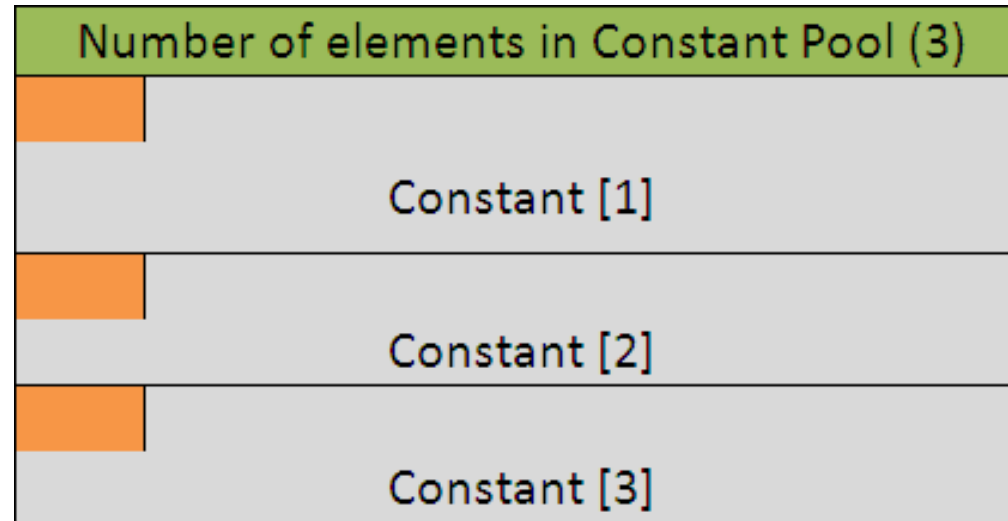 Number of elements in Constant Pool (3)
Constant [1]
Constant [2]
Constant [3]